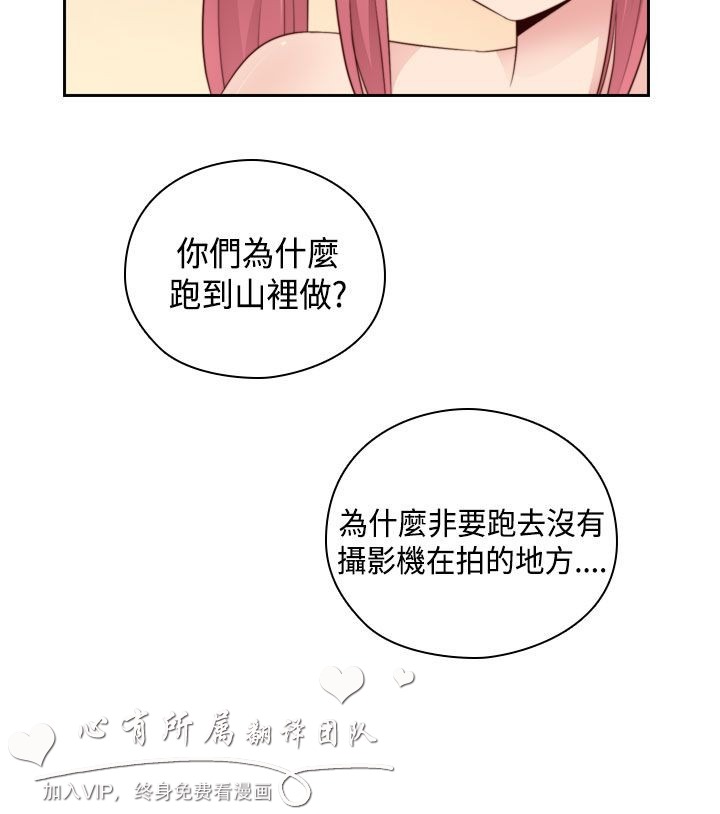 你們為什麼
跑到山裡做?
為什麼非要跑去沒有
攝影機在拍的地方....
心有所属翻译团队
加入VIP，终身免费看漫画